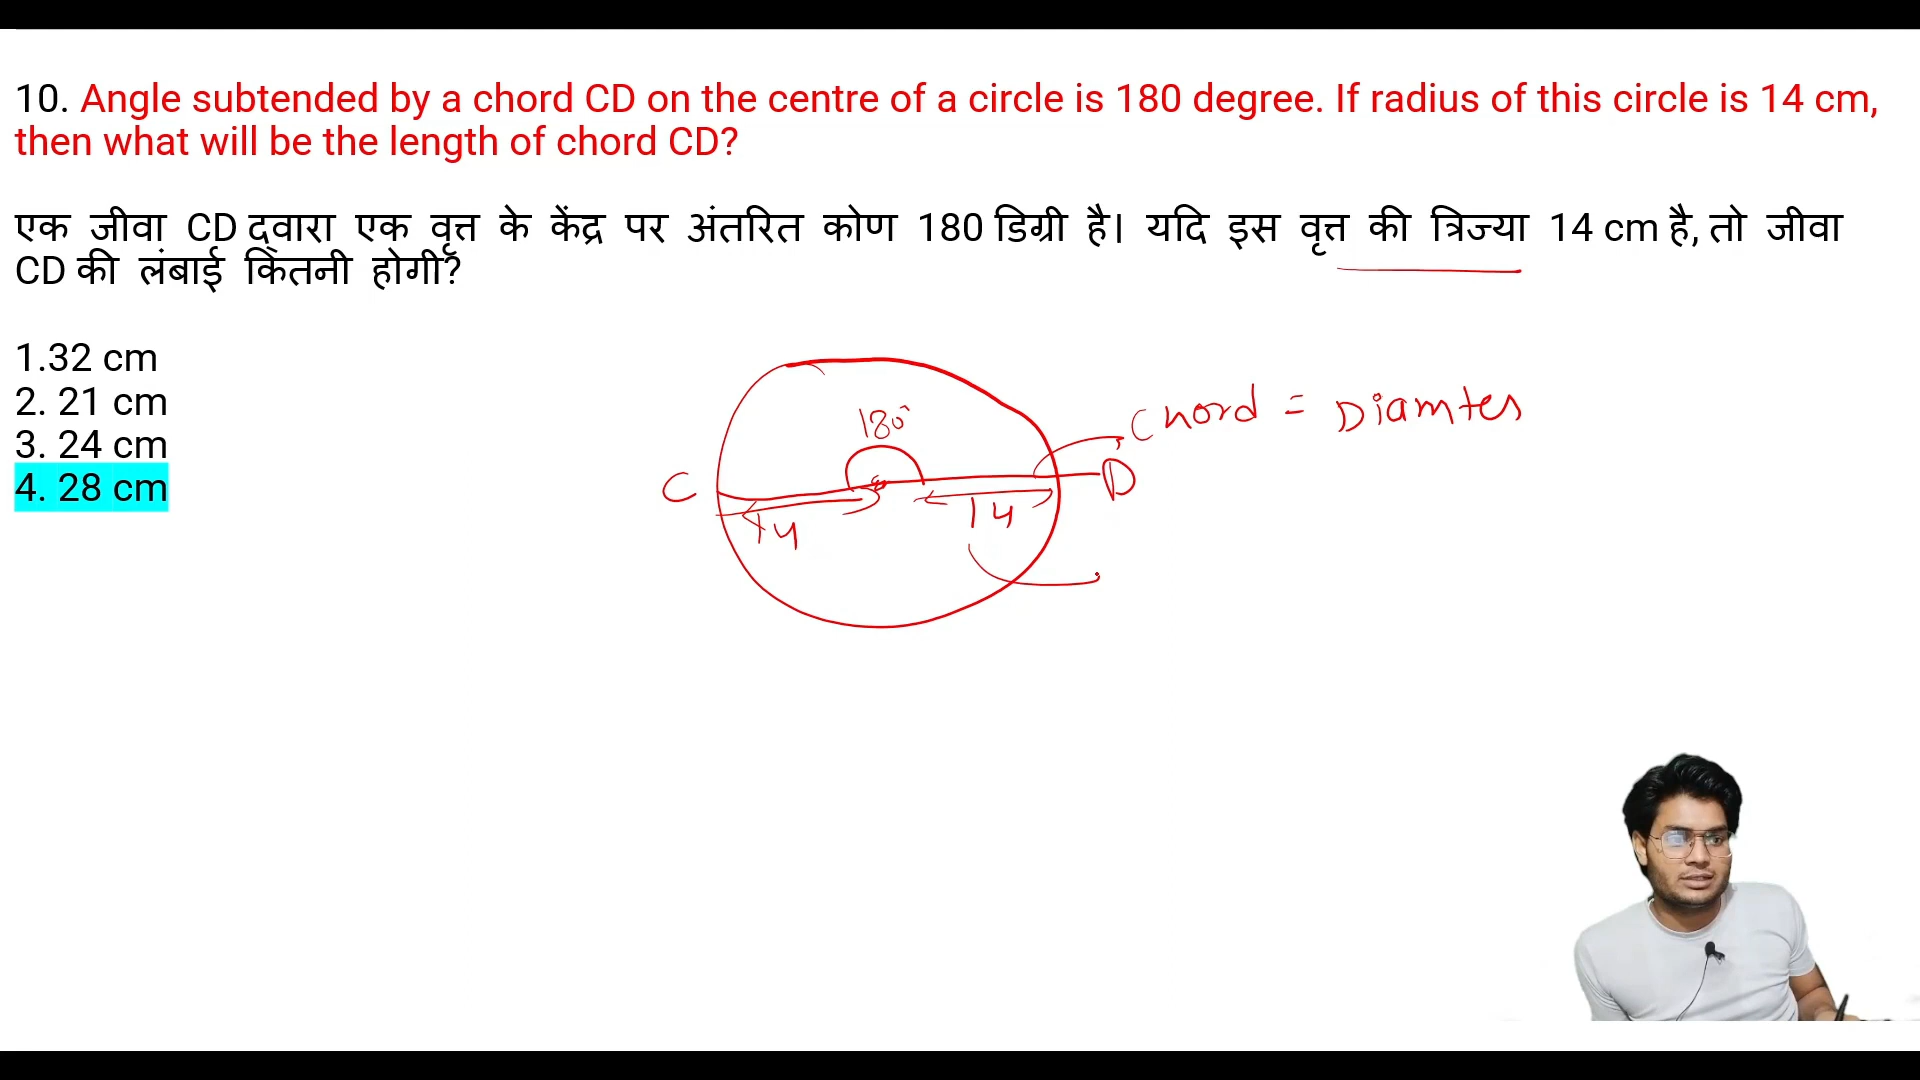 10. Angle subtended by a chord CD on the centre of a circle is 180 degree. If radius of this circle is 14 cm,
then what will be the length of chord CD?
एक जीवा CD द्वारा एक वृत्त के केंद्र पर अंतरित कोण 180 डिग्री है। यदि इस वृत्त की त्रिज्या 14 cm है, तो जीवा
CD की लंबाई कितनी होगी?
1.32 cm
2. 21 cm
3. 24 cm
4. 28 cm
180°
Chord = Diamter
C
D
14
14